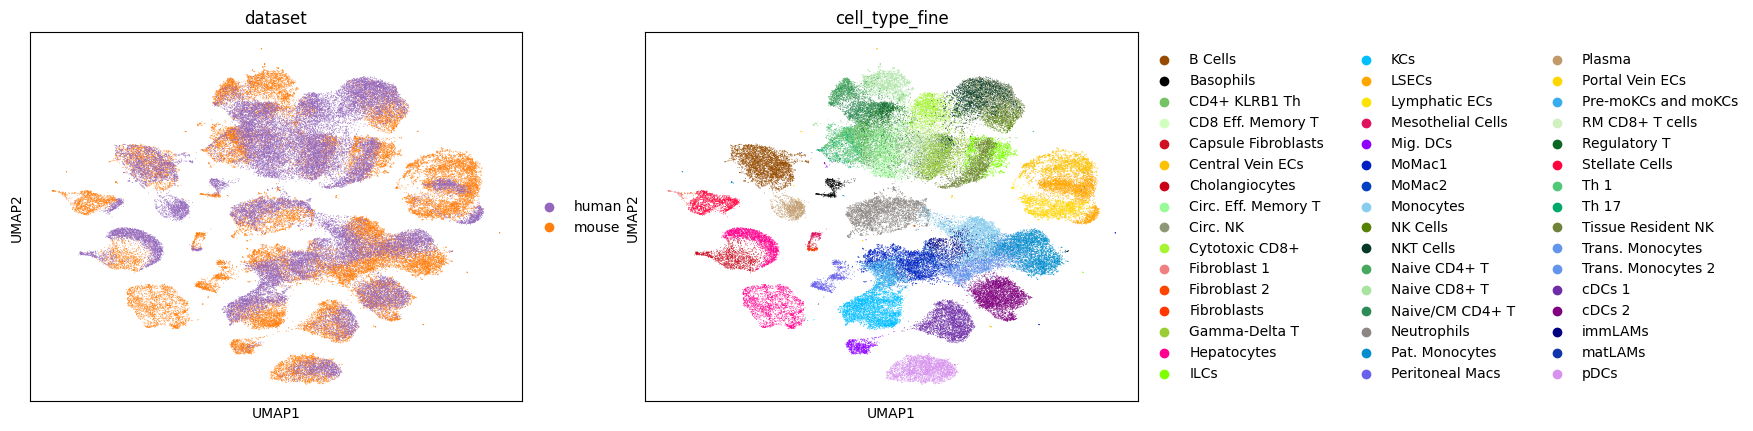 dataset
UMAP2
UMAP1
human
mouse
cell_type_fine
UMAP2
UMAP1
B Cells
Basophils
CD4+ KLRB1 Th
CD8 Eff. Memory T
Capsule Fibroblasts
Central Vein ECs
Cholangiocytes
Circ. Eff. Memory T
Circ. NK
Cytotoxic CD8+
Fibroblast 1
Fibroblast 2
Fibroblasts
Gamma-Delta T
Hepatocytes
ILCs
KCs
LSECs
Lymphatic ECs
Mesothelial Cells
Mig. DCs
MoMac1
MoMac2
Monocytes
NK Cells
NKT Cells
Naive CD4+ T
Naive CD8+ T
Naive/CM CD4+ T
Neutrophils
Pat. Monocytes
Peritoneal Macs
Plasma
Portal Vein ECs
Pre-moKCs and moKCs
RM CD8+ T cells
Regulatory T
Stellate Cells
Th 1
Th 17
Tissue Resident NK
Trans. Monocytes
Trans. Monocytes 2
cDCs 1
cDCs 2
immLAMs
matLAMs
pDCs